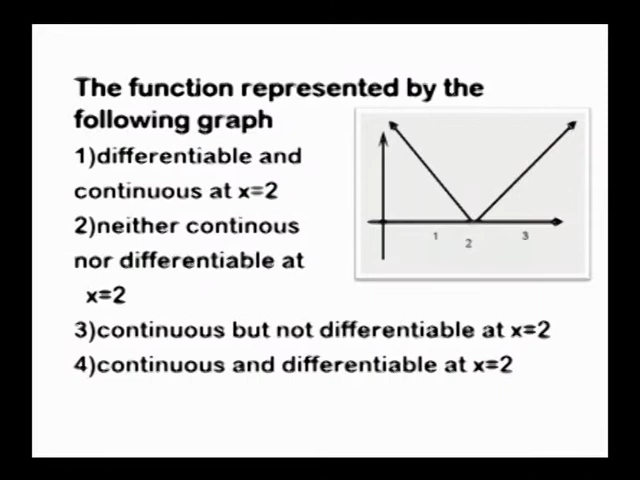 The function represented by the
following graph
1)differentiable and
continuous at x=2
2)neither continous
nor differentiable at
x=2
3)continuous but not differentiable at x=2
4)continuous and differentiable at x=2
1
2
3